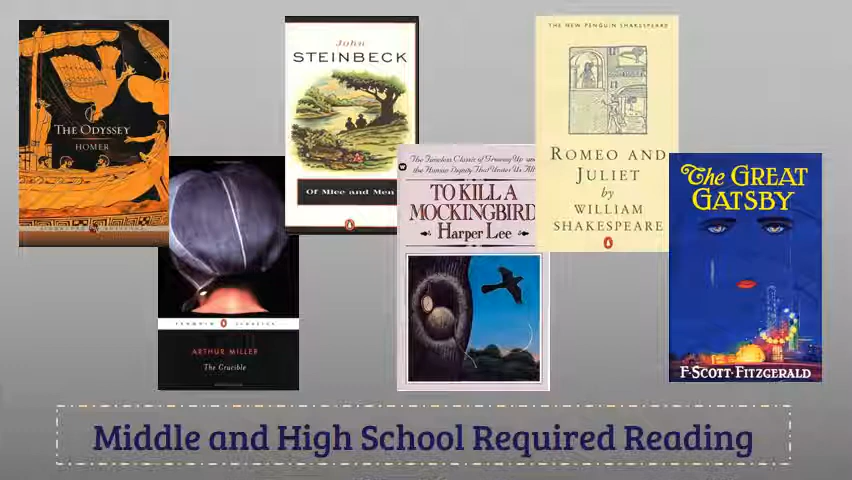 THE ODYSSEY
HOMER
PENGUIN CLASSICS
ARTHUR MILLER
The Crucible
John
STEINBECK
Of Mice and Men
The Timeless Classic of Growing Up and
the Human Dignity That Unites Us All
TO KILL A
MOCKINGBIRD
Harper Lee
THE NEW PENGUIN SHAKESPEARE
ROMEO AND
JULIET
by
WILLIAM
SHAKESPEARE
The GREAT
GATSBY
F·SCOTT·FITZGERALD
Middle and High School Required Reading